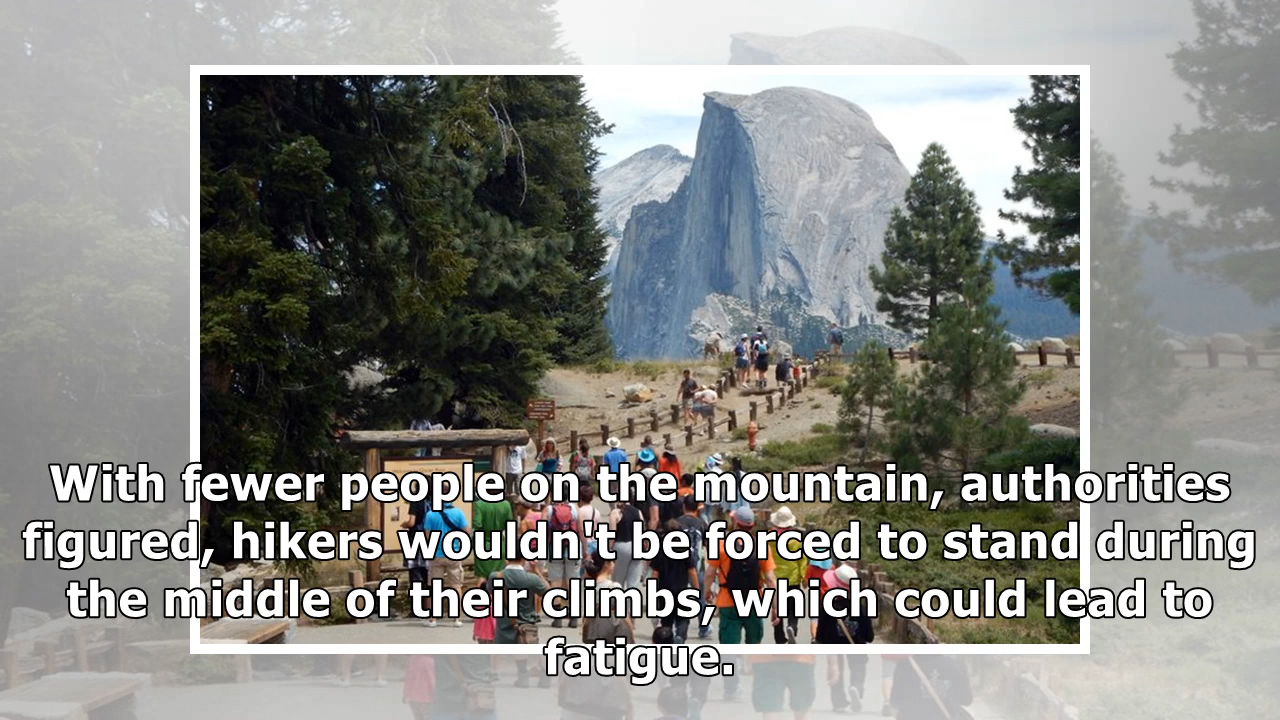 With fewer people on the mountain, authorities
figured, hikers wouldn't be forced to stand during
the middle of their climbs, which could lead to
fatigue.